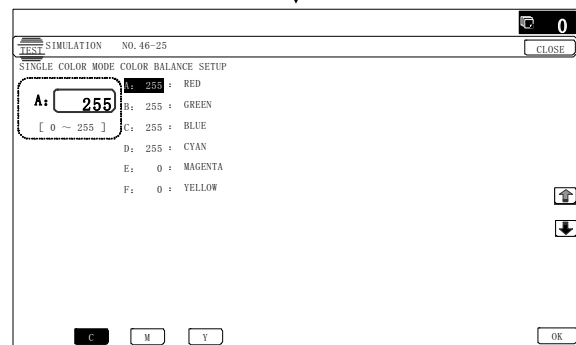 0
TEST SIMULATION NO.46-25
CLOSE
SINGLE COLOR MODE COLOR BALANCE SETUP
A: 255
[ 0 ~ 255 ]
A: 255 : RED
B: 255 : GREEN
C: 255 : BLUE
D: 255 : CYAN
E: 0 : MAGENTA
F: 0 : YELLOW
C M Y
OK